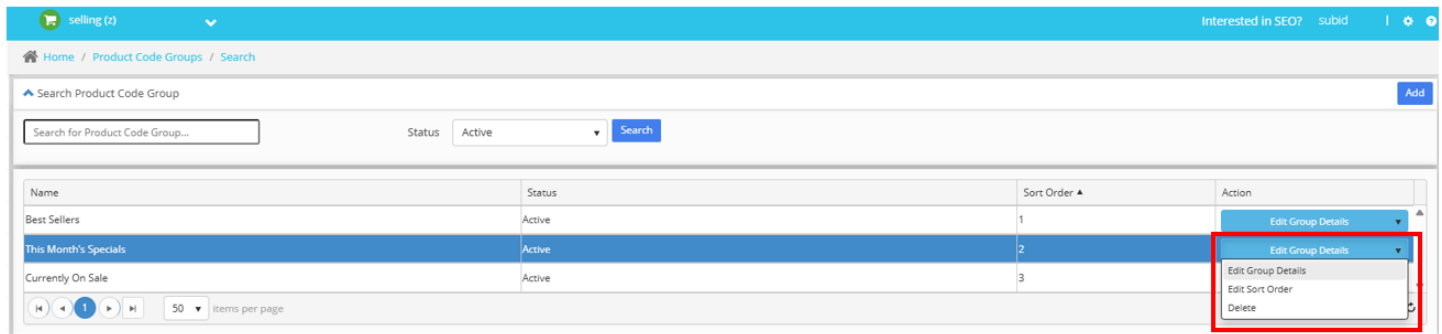 selling (z) Interested in SEO? subid |
Home / Product Code Groups / Search
Search Product Code Group Add
Search for Product Code Group... Status Active Search
Name Status Sort Order Action
Best Sellers Active 1 Edit Group Details
This Month's Specials Active 2 Edit Group Details
Currently On Sale Active 3 Edit Group Details
Edit Sort Order
Delete
1 50 items per page